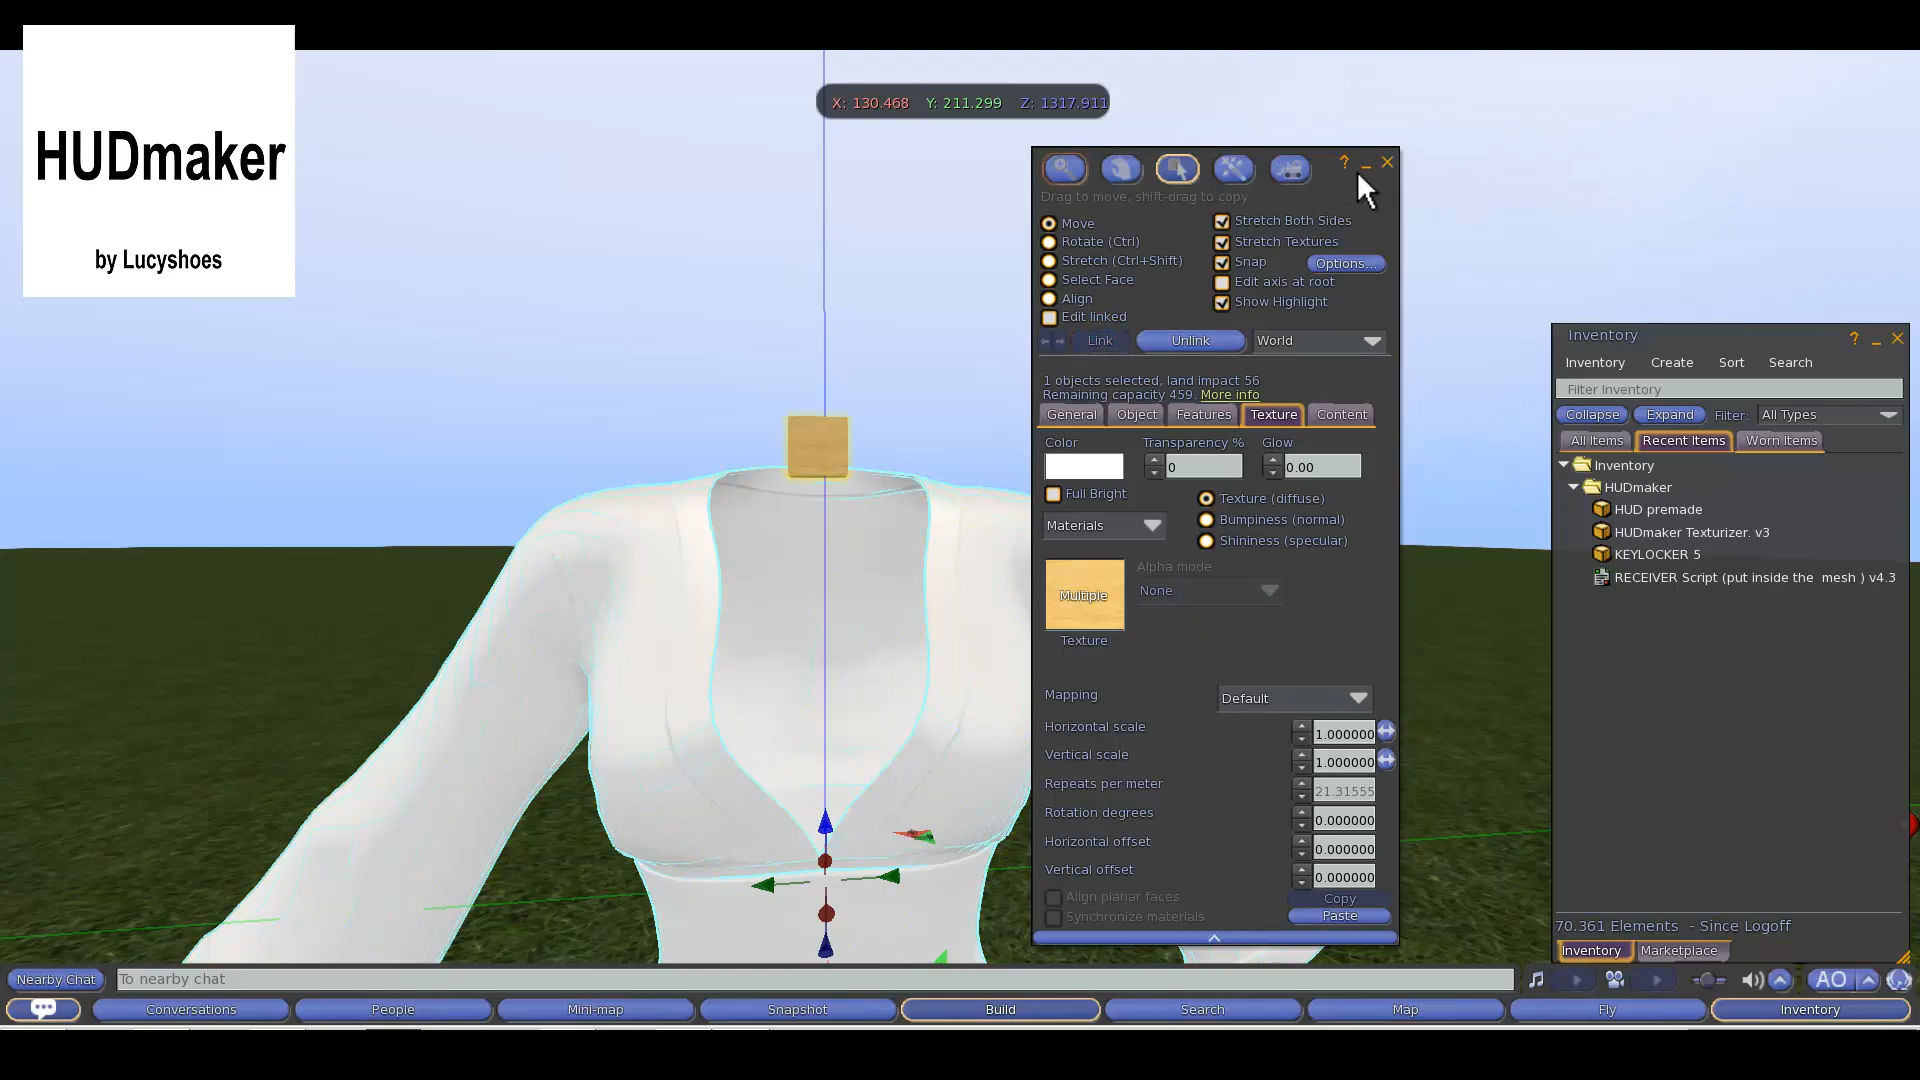 HUDmaker
by Lucyshoes
X: 130.468 Y: 211.299 Z: 1317.911
Drag to move, shift-drag to copy
Move
Rotate (Ctrl)
Stretch (Ctrl+Shift)
Select Face
Align
Edit linked
Stretch Both Sides
Stretch Textures
Snap Options...
Edit axis at root
Show Highlight
Link Unlink World
1 objects selected, land impact 56
Remaining capacity 459. More info
General Object Features Texture Content
Color Transparency % Glow
0 0.00
Full Bright
Materials
Texture (diffuse)
Bumpiness (normal)
Shininess (specular)
Multiple
Texture
Alpha mode
None
Mapping Default
Horizontal scale 1.000000
Vertical scale 1.000000
Repeats per meter 21.31555
Rotation degrees 0.000000
Horizontal offset 0.000000
Vertical offset 0.000000
Align planar faces Copy
Synchronize materials Paste
Inventory ?
Inventory Create Sort Search
Filter Inventory
Collapse Expand Filter: All Types
All Items Recent Items Worn Items
Inventory
HUDmaker
HUD premade
HUDmaker Texturizer. v3
KEYLOCKER 5
RECEIVER Script (put inside the mesh ) v4.3
70.361 Elements - Since Logoff
Inventory Marketplace
Nearby Chat To nearby chat AO
Conversations People Mini-map Snapshot Build Search Map Fly Inventory